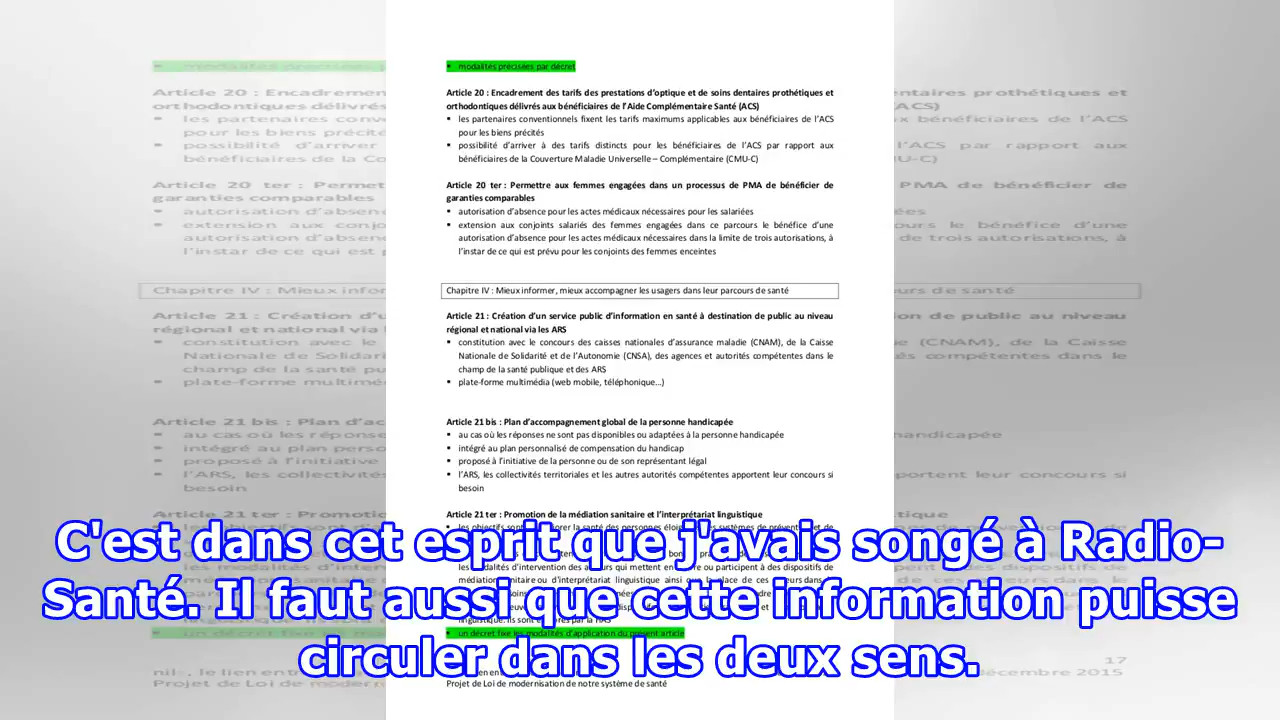 ▪ modalités précisées par décret
Article 20 : Encadrement des tarifs des prestations d'optique et de soins dentaires prothétiques et
orthodontiques délivrés aux bénéficiaires de l'Aide Complémentaire Santé (ACS)
▪ les partenaires conventionnels fixent les tarifs maximums applicables aux bénéficiaires de l'ACS
pour les biens précités
▪ possibilité d'arriver à des tarifs distincts pour les bénéficiaires de l'ACS par rapport aux
bénéficiaires de la Couverture Maladie Universelle – Complémentaire (CMU-C)
Article 20 ter : Permettre aux femmes engagées dans un processus de PMA de bénéficier de
garanties comparables
▪ autorisation d'absence pour les actes médicaux nécessaires pour les salariées
▪ extension aux conjoints salariés des femmes engagées dans ce parcours le bénéfice d'une
autorisation d'absence pour les actes médicaux nécessaires dans la limite de trois autorisations, à
l'instar de ce qui est prévu pour les conjoints des femmes enceintes
Chapitre IV : Mieux informer, mieux accompagner les usagers dans leur parcours de santé
Article 21 : Création d'un service public d'information en santé à destination de public au niveau
régional et national via les ARS
▪ constitution avec le concours des caisses nationales d'assurance maladie (CNAM), de la Caisse
Nationale de Solidarité et de l'Autonomie (CNSA), des agences et autorités compétentes dans le
champ de la santé publique et des ARS
▪ plate-forme multimédia (web mobile, téléphonique…)
Article 21 bis : Plan d'accompagnement global de la personne handicapée
▪ au cas où les réponses ne sont pas disponibles ou adaptées à la personne handicapée
▪ intégré au plan personnalisé de compensation du handicap
▪ proposé à l'initiative de la personne ou de son représentant légal
▪ l'ARS, les collectivités territoriales et les autres autorités compétentes apportent leur concours si
besoin
Article 21 ter : Promotion de la médiation sanitaire et l'interprétariat linguistique
C'est dans cet esprit que j'avais songé à Radio-
Santé. Il faut aussi que cette information puisse
circuler dans les deux sens.
▪ un décret fixe les modalités d'application du présent article
17
décembre 2015
Projet de Loi de modernisation de notre système de santé